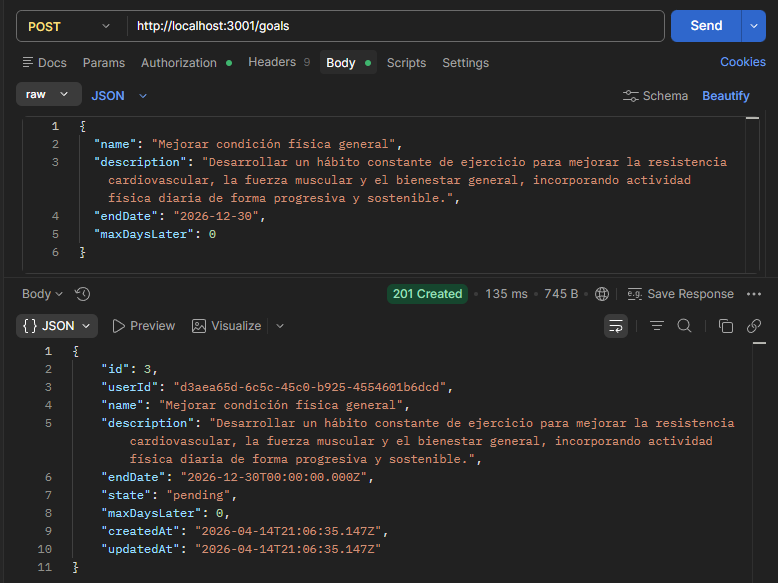 POST http://localhost:3001/goals Send
Docs Params Authorization Headers 9 Body Scripts Settings Cookies
raw JSON Schema Beautify
1 {
2 "name": "Mejorar condición física general",
3 "description": "Desarrollar un hábito constante de ejercicio para mejorar la resistencia
cardiovascular, la fuerza muscular y el bienestar general, incorporando actividad
física diaria de forma progresiva y sostenible.",
4 "endDate": "2026-12-30",
5 "maxDaysLater": 0
6 }
Body 201 Created 135 ms 745 B e.g. Save Response
{} JSON Preview Visualize
1 {
2 "id": 3,
3 "userId": "d3aea65d-6c5c-45c0-b925-4554601b6dcd",
4 "name": "Mejorar condición física general",
5 "description": "Desarrollar un hábito constante de ejercicio para mejorar la resistencia
cardiovascular, la fuerza muscular y el bienestar general, incorporando actividad
física diaria de forma progresiva y sostenible.",
6 "endDate": "2026-12-30T00:00:00.000Z",
7 "state": "pending",
8 "maxDaysLater": 0,
9 "createdAt": "2026-04-14T21:06:35.147Z",
10 "updatedAt": "2026-04-14T21:06:35.147Z"
11 }